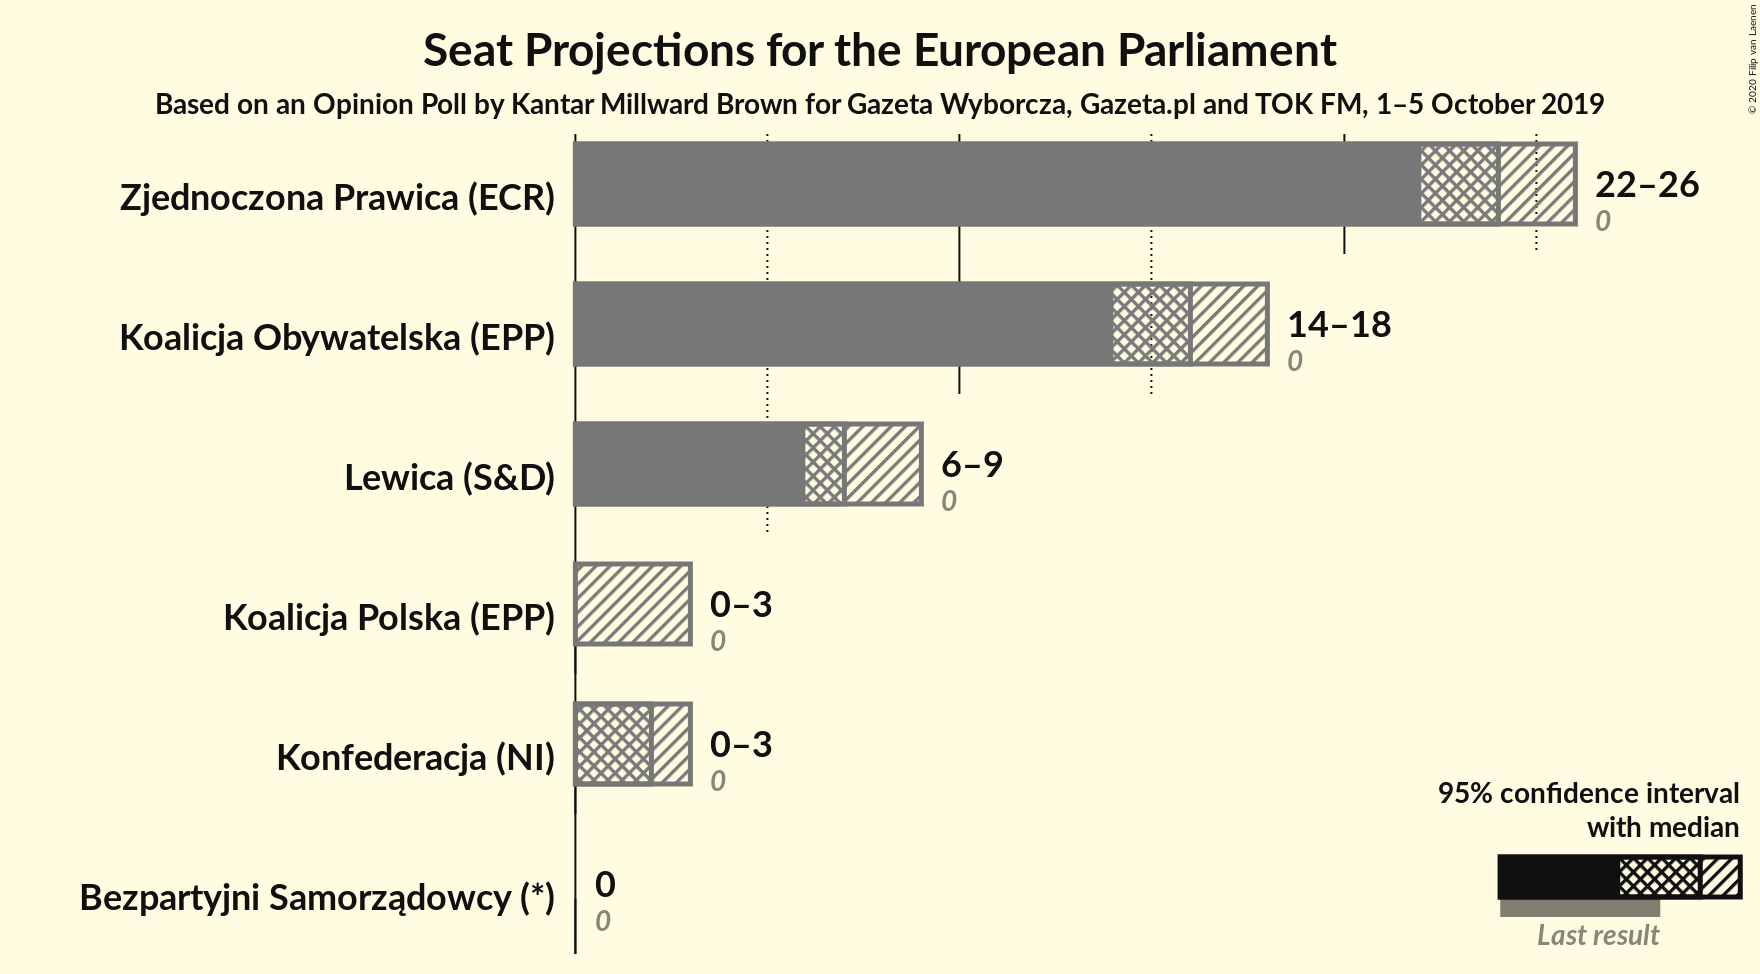 Seat Projections for the European Parliament
Based on an Opinion Poll by Kantar Millward Brown for Gazeta Wyborcza, Gazeta.pl and TOK FM, 1–5 October 2019
© 2020 Filip van Laenen
Zjednoczona Prawica (ECR)
22–26
0
Koalicja Obywatelska (EPP)
14–18
0
Lewica (S&D)
6–9
0
Koalicja Polska (EPP)
0–3
0
Konfederacja (NI)
0–3
0
Bezpartyjni Samorządowcy (*)
0
0
95% confidence interval
with median
Last result